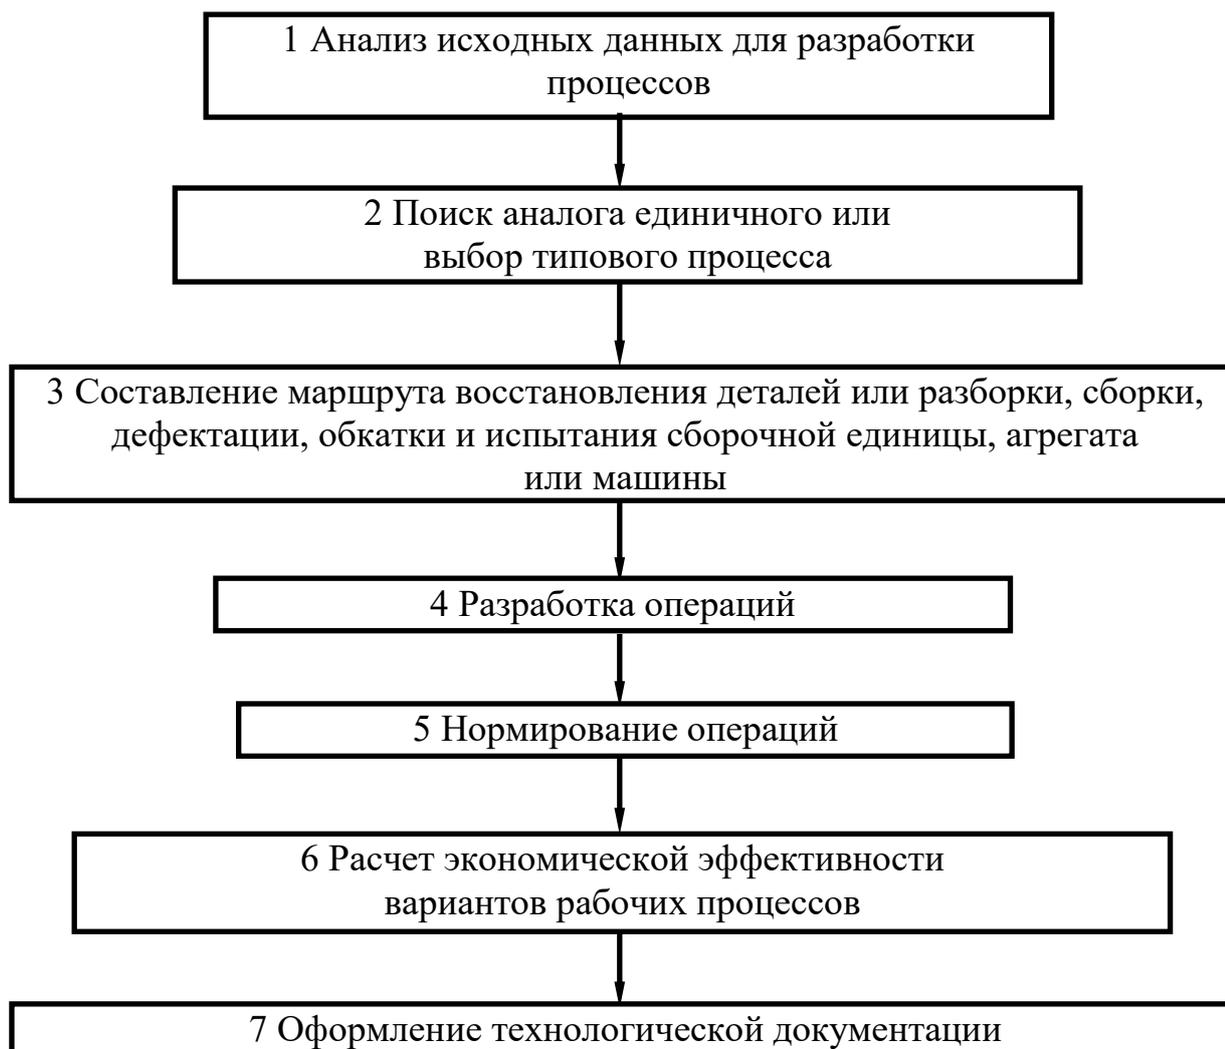 1 Анализ исходных данных для разработки
процессов
2 Поиск аналога единичного или
выбор типового процесса
3 Составление маршрута восстановления деталей или разборки, сборки,
дефектации, обкатки и испытания сборочной единицы, агрегата
или машины
4 Разработка операций
5 Нормирование операций
6 Расчет экономической эффективности
вариантов рабочих процессов
7 Оформление технологической документации